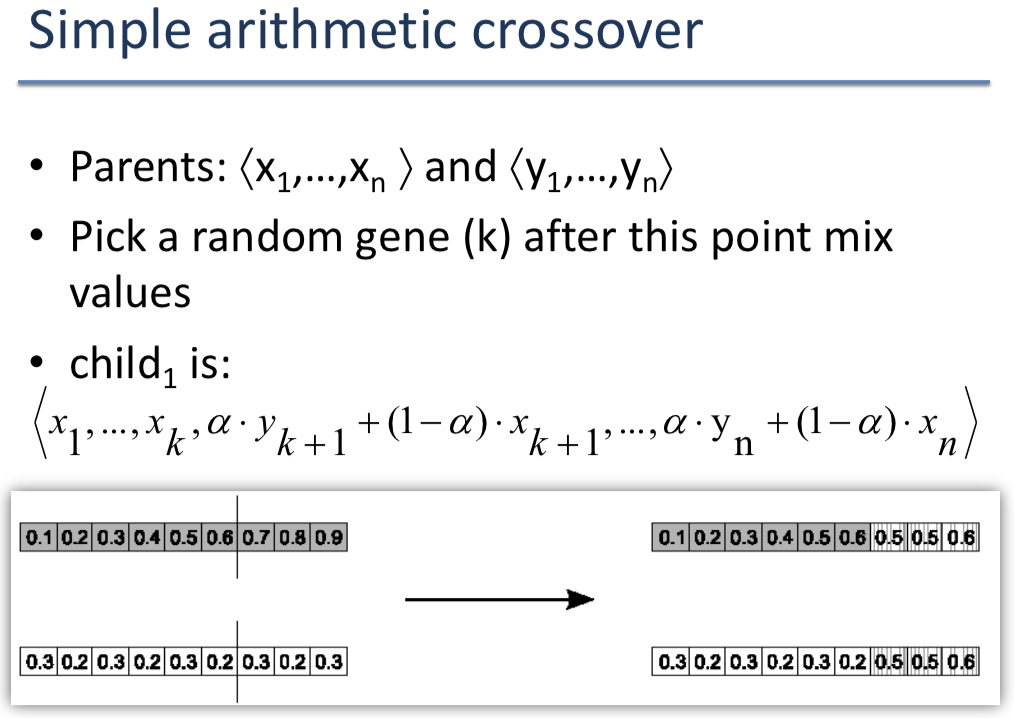 Simple arithmetic crossover
• Parents: ⟨x₁,…,xₙ ⟩ and ⟨y₁,…,yₙ⟩
• Pick a random gene (k) after this point mix
values
• child₁ is:
⟨x₁,...,xₖ, α · yₖ₊₁ + (1 − α) · xₖ₊₁,..., α · yₙ + (1 − α) · xₙ⟩
0.1 0.2 0.3 0.4 0.5 0.6 0.7 0.8 0.9
0.1 0.2 0.3 0.4 0.5 0.6 0.5 0.5 0.6
0.3 0.2 0.3 0.2 0.3 0.2 0.3 0.2 0.3
0.3 0.2 0.3 0.2 0.3 0.2 0.5 0.5 0.6